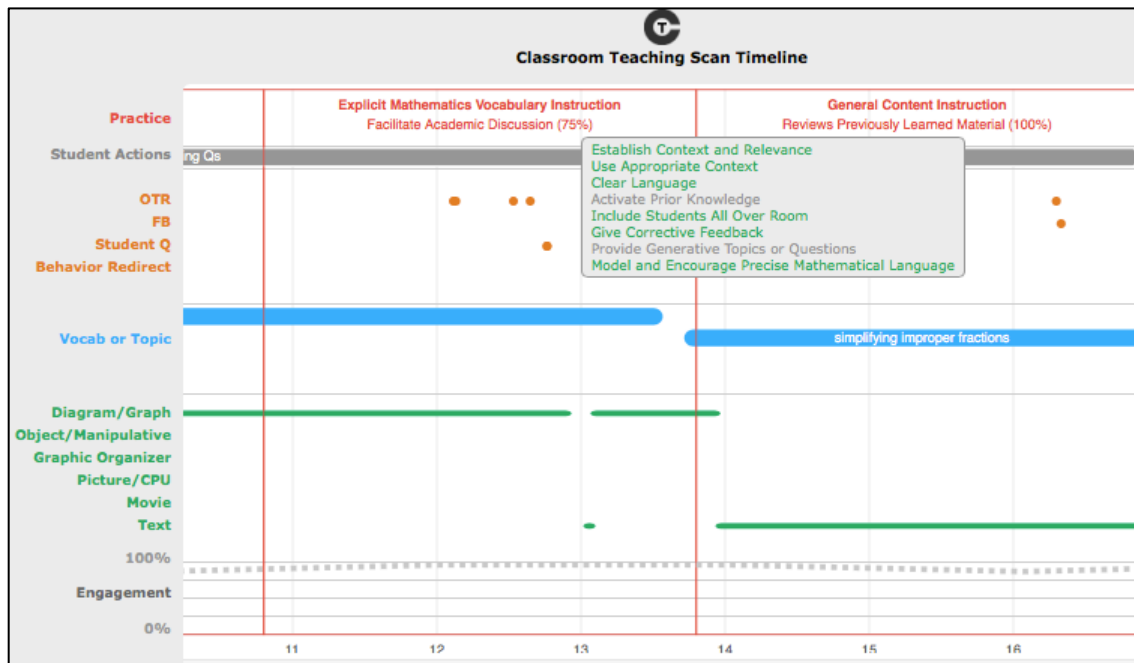 CT
Classroom Teaching Scan Timeline
Practice
Explicit Mathematics Vocabulary Instruction
Facilitate Academic Discussion (75%)
General Content Instruction
Reviews Previously Learned Material (100%)
Student Actions
ng Qs
Establish Context and Relevance
Use Appropriate Context
Clear Language
Activate Prior Knowledge
Include Students All Over Room
Give Corrective Feedback
Provide Generative Topics or Questions
Model and Encourage Precise Mathematical Language
OTR
FB
Student Q
Behavior Redirect
Vocab or Topic
simplifying improper fractions
Diagram/Graph
Object/Manipulative
Graphic Organizer
Picture/CPU
Movie
Text
100%
Engagement
0%
11 12 13 14 15 16